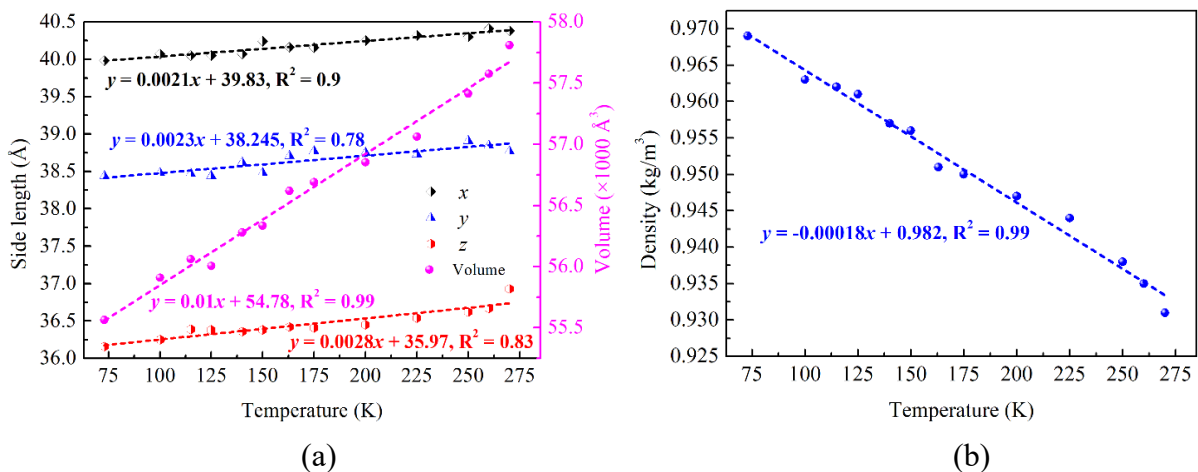 40.5
40.0
39.5
39.0
38.5
38.0
37.5
37.0
36.5
36.0
Side length (Å)
y = 0.0021x + 39.83, R² = 0.9
y = 0.0023x + 38.245, R² = 0.78
x
y
z
Volume
y = 0.01x + 54.78, R² = 0.99
y = 0.0028x + 35.97, R² = 0.83
58.0
57.5
57.0
56.5
56.0
55.5
Volume (×1000 Å³)
75 100 125 150 175 200 225 250 275
Temperature (K)
(a)
0.970
0.965
0.960
0.955
0.950
0.945
0.940
0.935
0.930
0.925
Density (kg/m³)
y = -0.00018x + 0.982, R² = 0.99
75 100 125 150 175 200 225 250 275
Temperature (K)
(b)